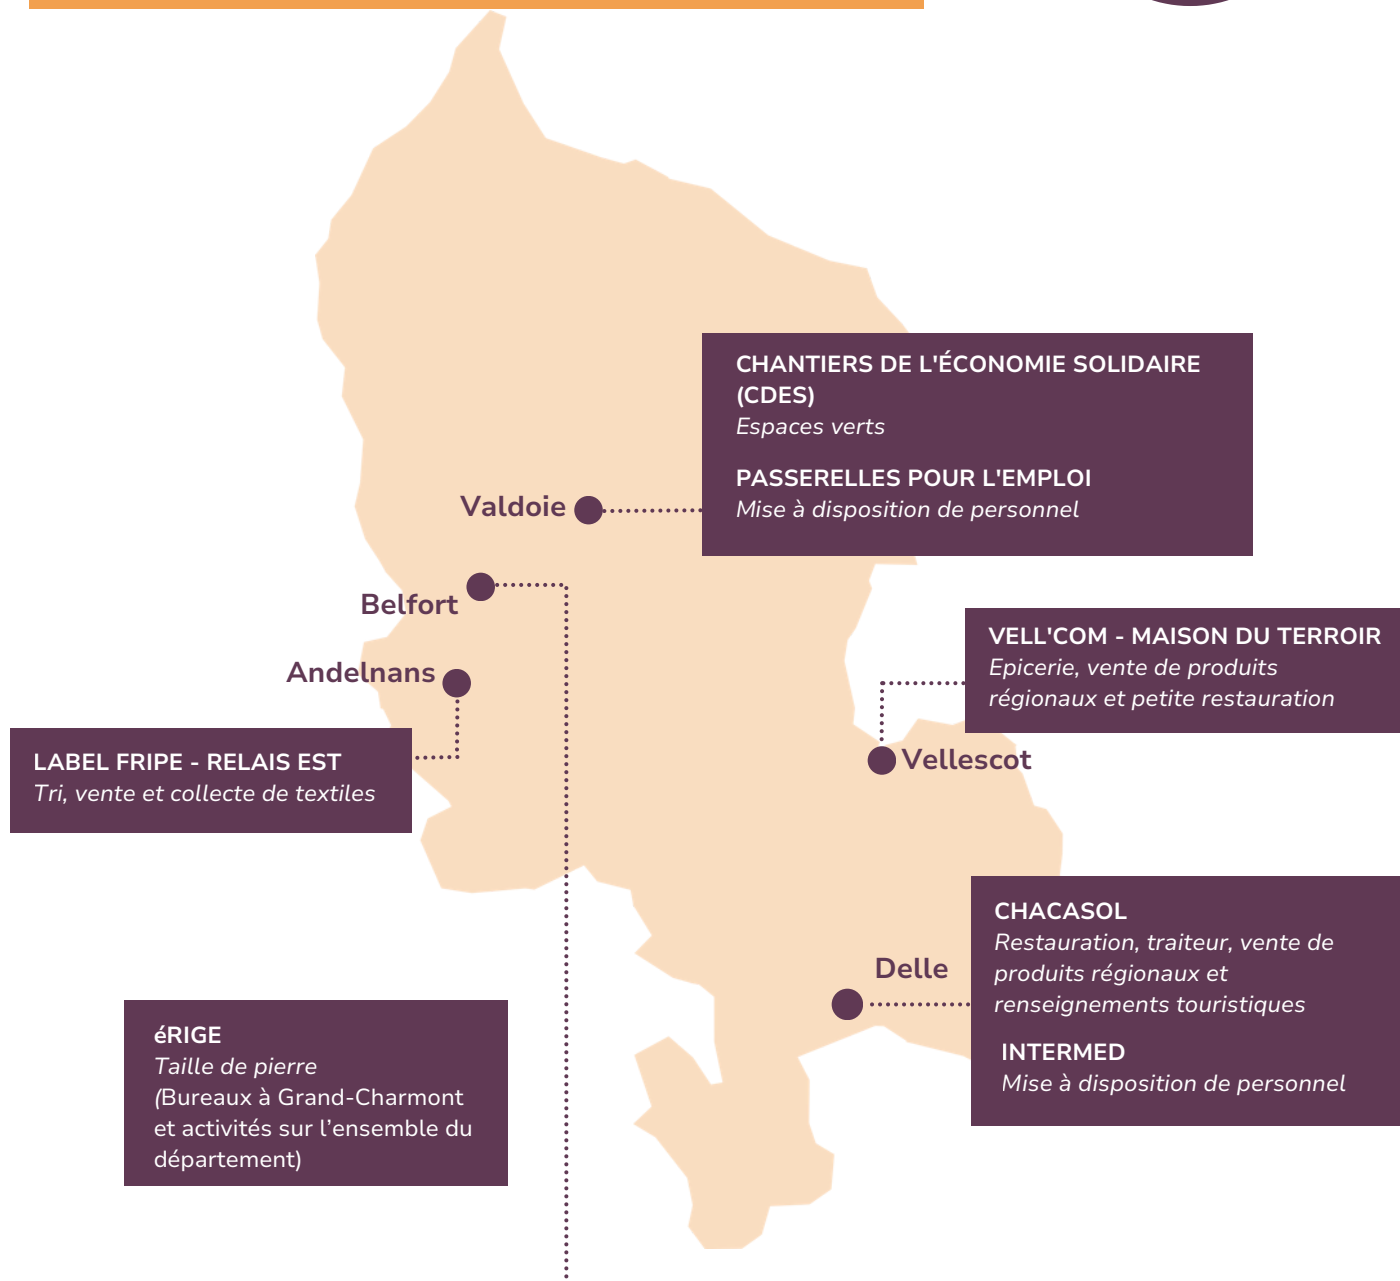 CHANTIERS DE L'ÉCONOMIE SOLIDAIRE
(CDES)
Espaces verts
PASSERELLES POUR L'EMPLOI
Mise à disposition de personnel
Valdoie
Belfort
Andelnans
VELL'COM - MAISON DU TERROIR
Epicerie, vente de produits
régionaux et petite restauration
Vellescot
LABEL FRIPE - RELAIS EST
Tri, vente et collecte de textiles
CHACASOL
Restauration, traiteur, vente de
produits régionaux et
renseignements touristiques
INTERMED
Mise à disposition de personnel
Delle
éRIGE
Taille de pierre
(Bureaux à Grand-Charmont
et activités sur l’ensemble du
département)